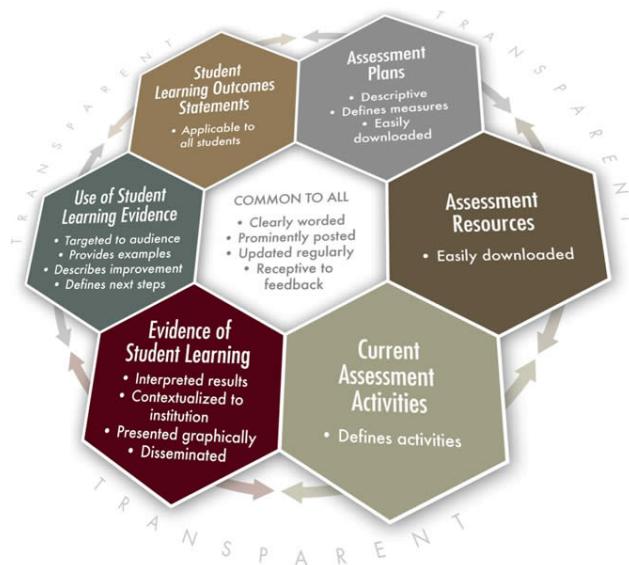 TRANSPARENT
TRANSPARENT
Student
Learning Outcomes
Statements
• Applicable to
all students
Assessment
Plans
• Descriptive
• Defines measures
• Easily
downloaded
Use of Student
Learning Evidence
• Targeted to audience
• Provides examples
• Describes improvement
• Defines next steps
COMMON TO ALL
• Clearly worded
• Prominently posted
• Updated regularly
• Receptive to
feedback
Assessment
Resources
• Easily downloaded
Evidence of
Student Learning
• Interpreted results
• Contextualized to
institution
• Presented graphically
• Disseminated
Current
Assessment
Activities
• Defines activities
TRANSPARENT